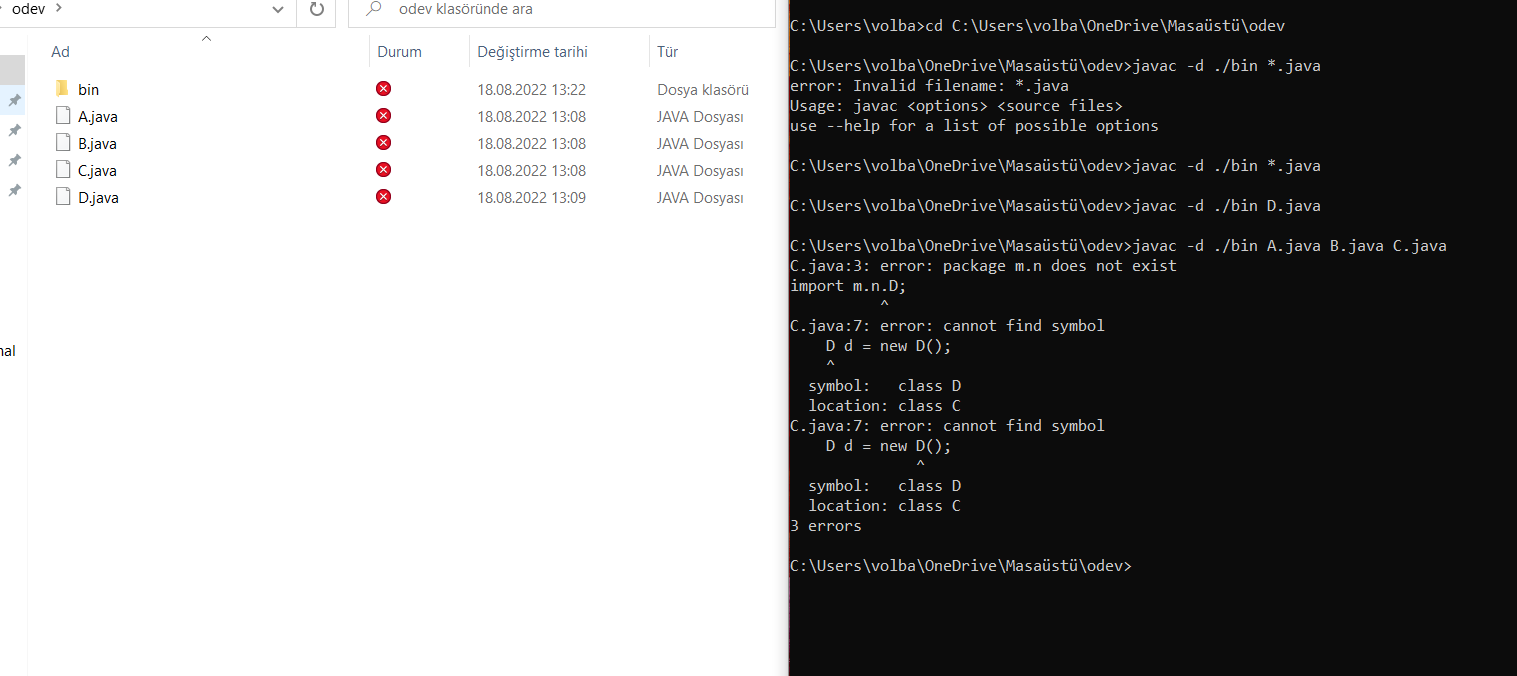 odev
odev klasöründe ara
Ad Durum Değiştirme tarihi Tür
bin 18.08.2022 13:22 Dosya klasörü
A.java 18.08.2022 13:08 JAVA Dosyası
B.java 18.08.2022 13:08 JAVA Dosyası
C.java 18.08.2022 13:08 JAVA Dosyası
D.java 18.08.2022 13:09 JAVA Dosyası
nal
C:\Users\volba>cd C:\Users\volba\OneDrive\Masaüstü\odev
C:\Users\volba\OneDrive\Masaüstü\odev>javac -d ./bin *.java
error: Invalid filename: *.java
Usage: javac <options> <source files>
use --help for a list of possible options
C:\Users\volba\OneDrive\Masaüstü\odev>javac -d ./bin *.java
C:\Users\volba\OneDrive\Masaüstü\odev>javac -d ./bin D.java
C:\Users\volba\OneDrive\Masaüstü\odev>javac -d ./bin A.java B.java C.java
C.java:3: error: package m.n does not exist
import m.n.D;
^
C.java:7: error: cannot find symbol
D d = new D();
^
symbol:   class D
location: class C
C.java:7: error: cannot find symbol
D d = new D();
^
symbol:   class D
location: class C
3 errors
C:\Users\volba\OneDrive\Masaüstü\odev>